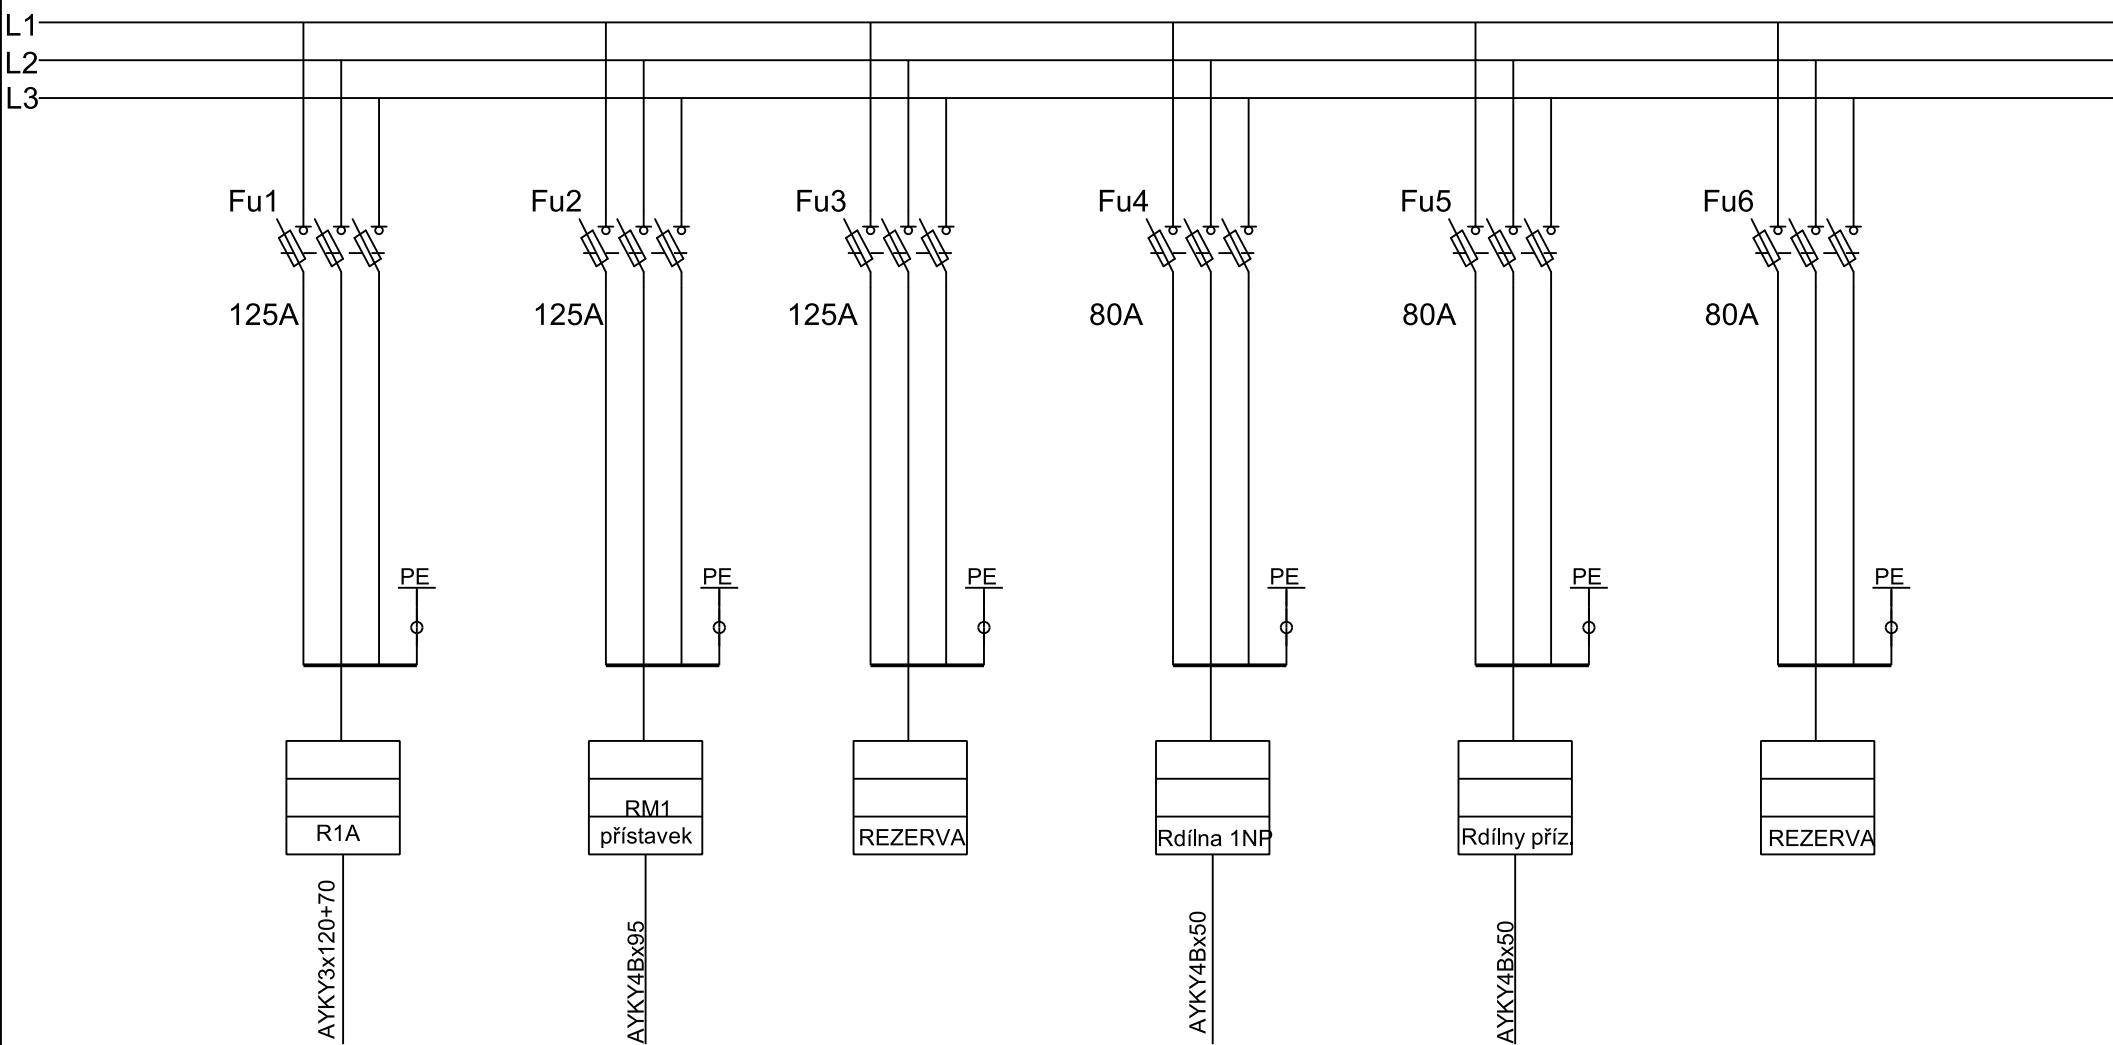 L1
L2
L3
Fu1
Fu2
Fu3
Fu4
Fu5
Fu6
125A
125A
125A
80A
80A
80A
PE
PE
PE
PE
PE
PE
R1A
RM1
přístavek
REZERVA
Rdílna 1NP
Rdílny příz.
REZERVA
AYKY3x120+70
AYKY4Bx95
AYKY4Bx50
AYKY4Bx50